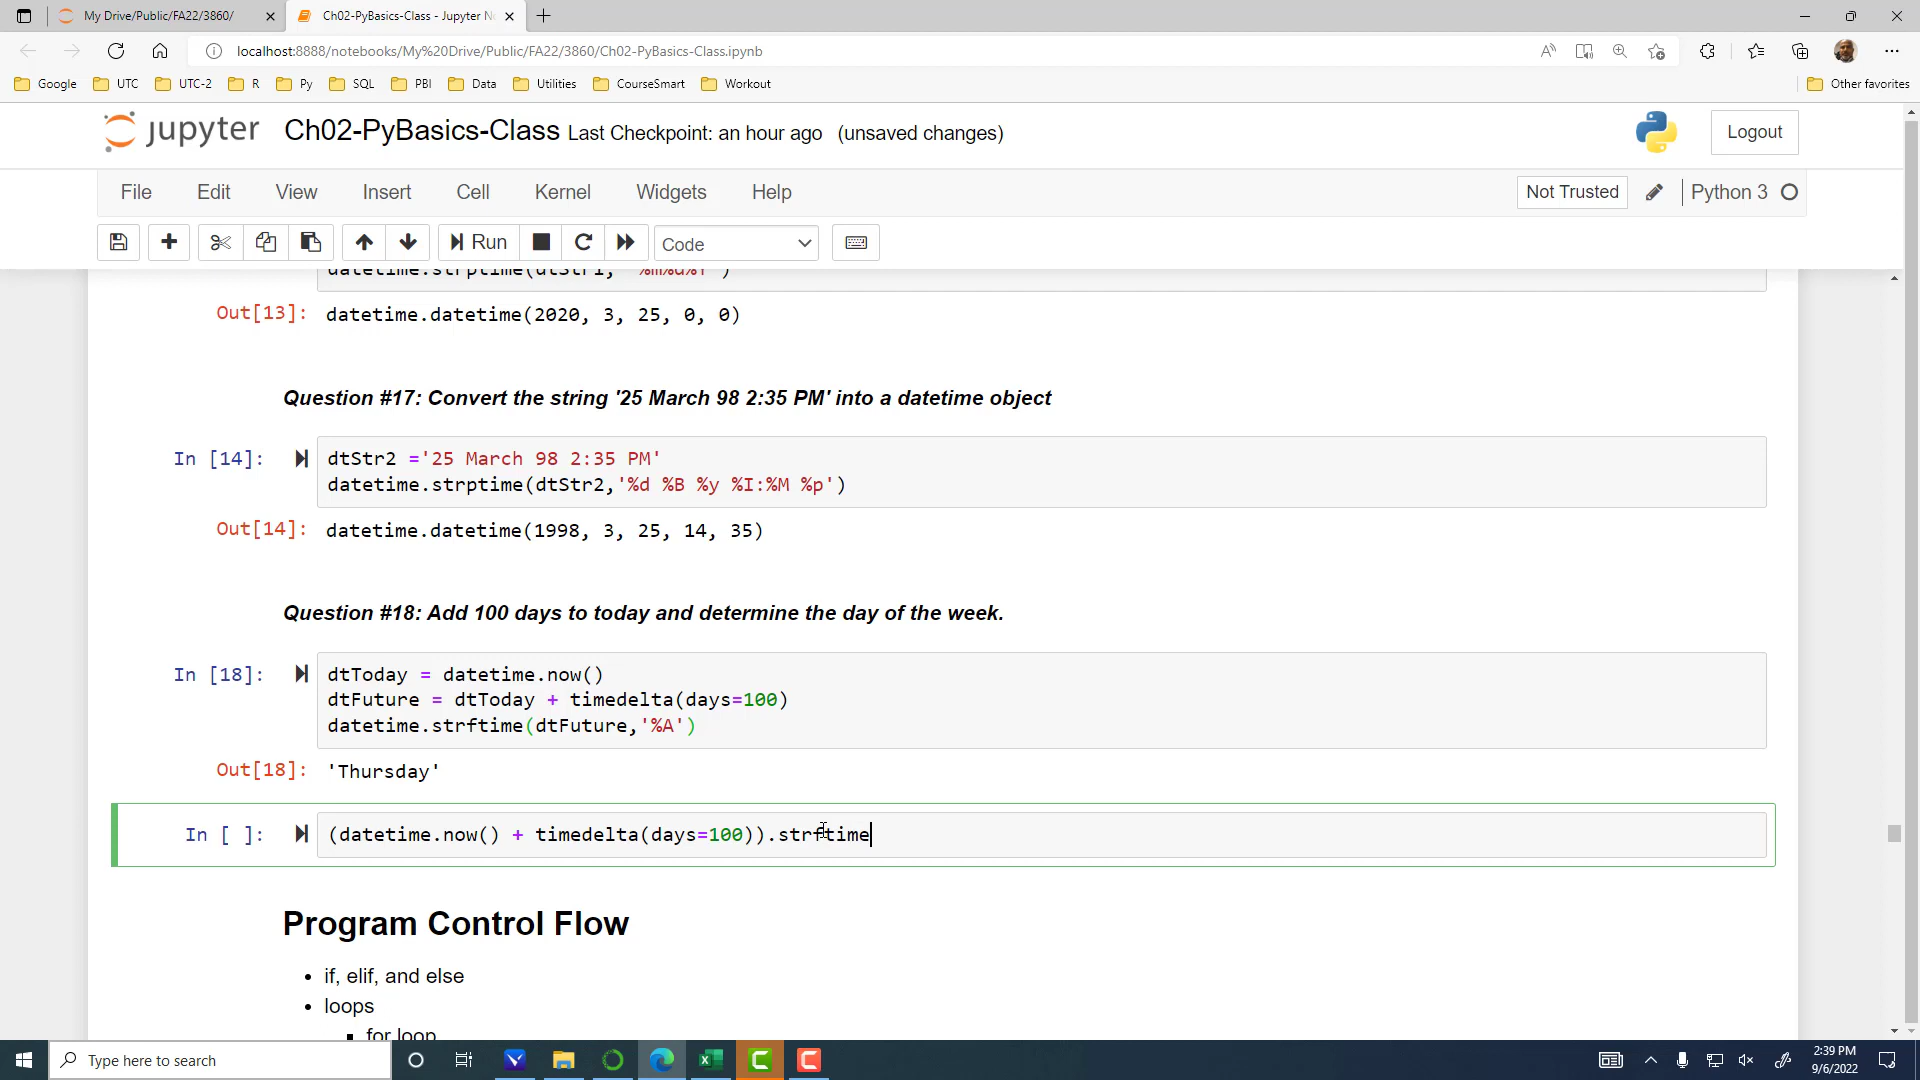 My Drive/Public/FA22/3860/
Ch02-PyBasics-Class - Jupyter N
localhost:8888/notebooks/My%20Drive/Public/FA22/3860/Ch02-PyBasics-Class.ipynb
Google UTC UTC-2 R Py SQL PBI Data Utilities CourseSmart Workout Other favorites
jupyter Ch02-PyBasics-Class Last Checkpoint: an hour ago (unsaved changes) Logout
File Edit View Insert Cell Kernel Widgets Help Not Trusted Python 3
Run Code
datetime.strptime(dtStr1, '%m%d%Y')
Out[13]: datetime.datetime(2020, 3, 25, 0, 0)
Question #17: Convert the string '25 March 98 2:35 PM' into a datetime object
In [14]: dtStr2 ='25 March 98 2:35 PM'
datetime.strptime(dtStr2,'%d %B %y %I:%M %p')
Out[14]: datetime.datetime(1998, 3, 25, 14, 35)
Question #18: Add 100 days to today and determine the day of the week.
In [18]: dtToday = datetime.now()
dtFuture = dtToday + timedelta(days=100)
datetime.strftime(dtFuture,'%A')
Out[18]: 'Thursday'
In [ ]: (datetime.now() + timedelta(days=100)).strftime
Program Control Flow
• if, elif, and else
• loops
▪ for loop
Type here to search
2:39 PM
9/6/2022